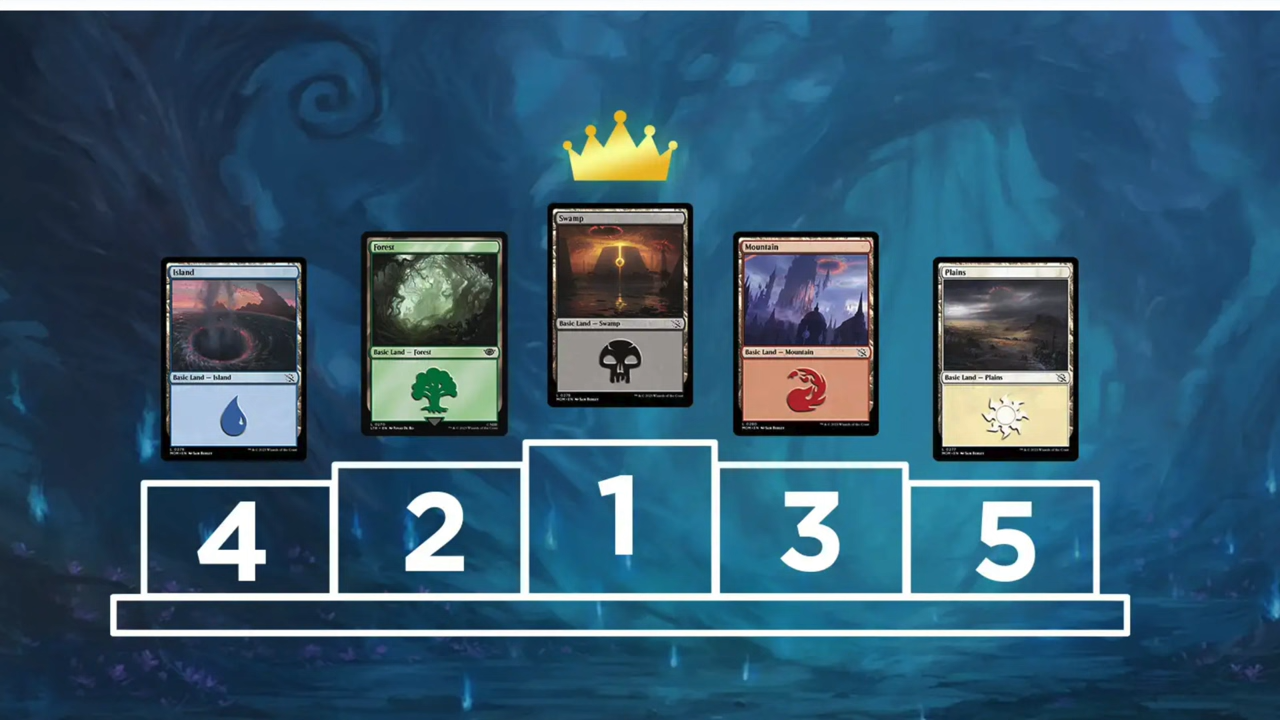 Swamp
Forest
Mountain
Island
Plains
Basic Land — Swamp
Basic Land — Forest
Basic Land — Mountain
Basic Land — Island
Basic Land — Plains
4
2
1
3
5